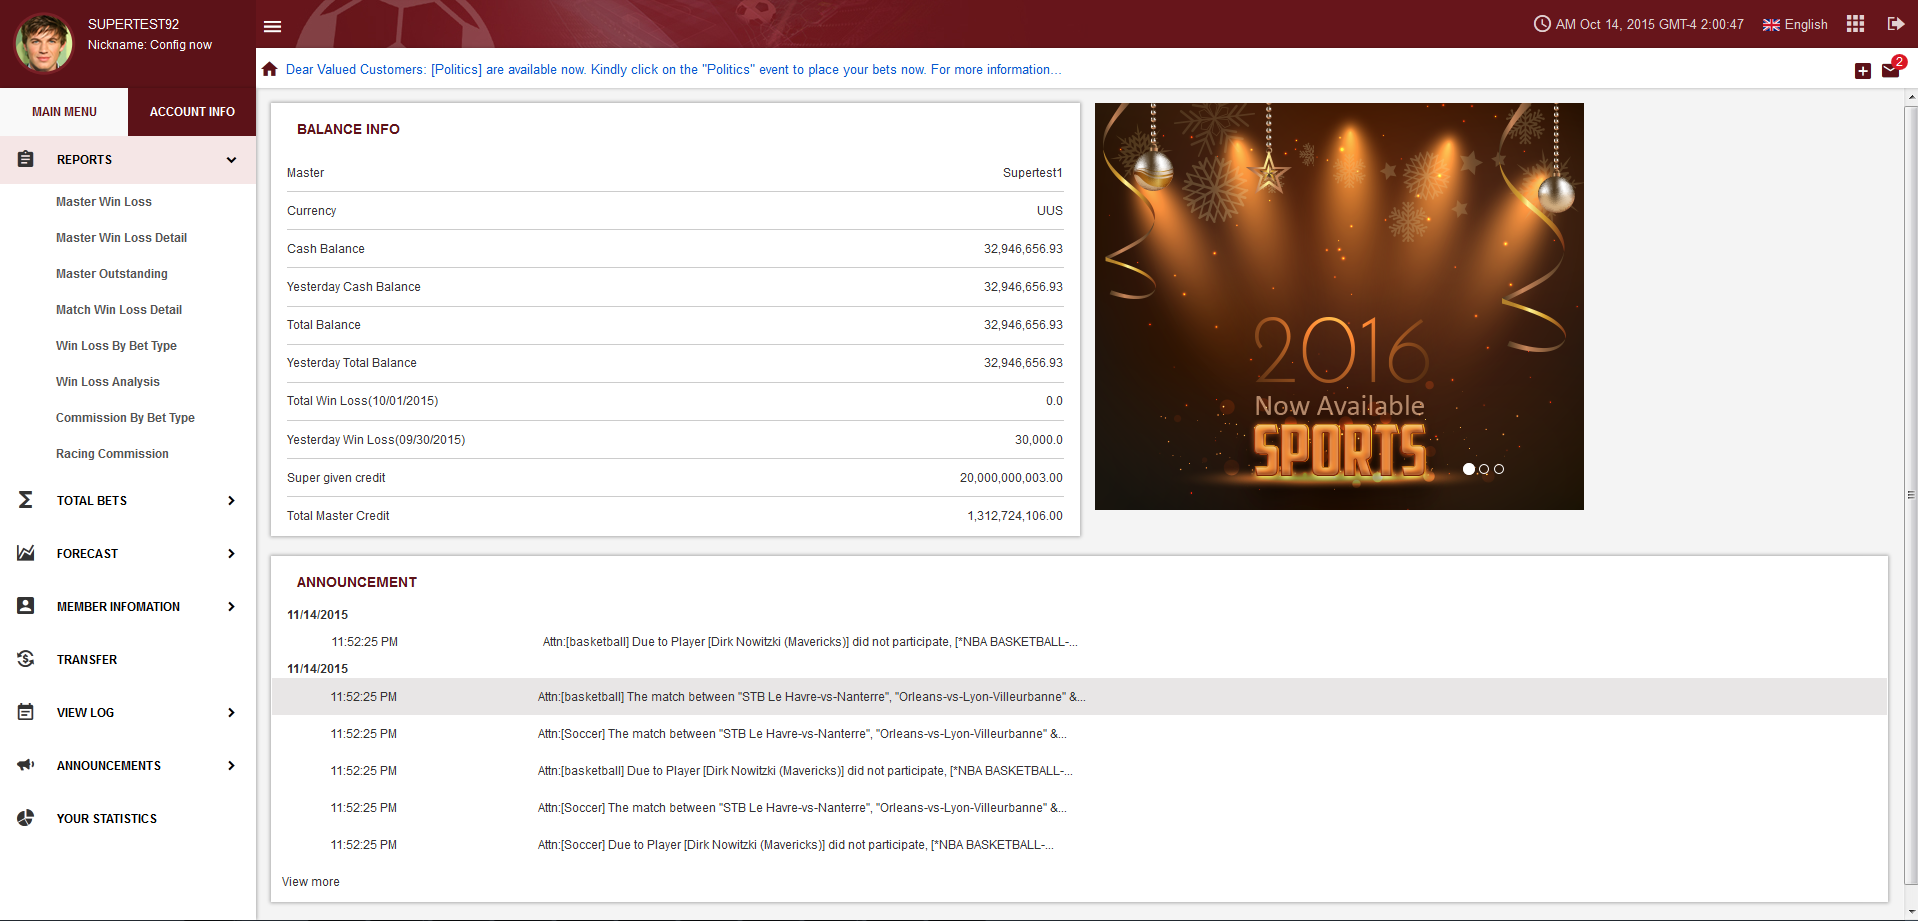 SUPERTEST92
Nickname: Config now
AM Oct 14, 2015 GMT-4 2:00:47
English
Dear Valued Customers: [Politics] are available now. Kindly click on the "Politics" event to place your bets now. For more information...
2
MAIN MENU
ACCOUNT INFO
REPORTS
Master Win Loss
Master Win Loss Detail
Master Outstanding
Match Win Loss Detail
Win Loss By Bet Type
Win Loss Analysis
Commission By Bet Type
Racing Commission
TOTAL BETS
FORECAST
MEMBER INFOMATION
TRANSFER
VIEW LOG
ANNOUNCEMENTS
YOUR STATISTICS
BALANCE INFO
Master Supertest1
Currency UUS
Cash Balance 32,946,656.93
Yesterday Cash Balance 32,946,656.93
Total Balance 32,946,656.93
Yesterday Total Balance 32,946,656.93
Total Win Loss(10/01/2015) 0.0
Yesterday Win Loss(09/30/2015) 30,000.0
Super given credit 20,000,000,003.00
Total Master Credit 1,312,724,106.00
2016
Now Available
SPORTS
ANNOUNCEMENT
11/14/2015
11:52:25 PM Attn:[basketball] Due to Player [Dirk Nowitzki (Mavericks)] did not participate, [*NBA BASKETBALL-...
11/14/2015
11:52:25 PM Attn:[basketball] The match between "STB Le Havre-vs-Nanterre", "Orleans-vs-Lyon-Villeurbanne" &...
11:52:25 PM Attn:[Soccer] The match between "STB Le Havre-vs-Nanterre", "Orleans-vs-Lyon-Villeurbanne" &...
11:52:25 PM Attn:[basketball] Due to Player [Dirk Nowitzki (Mavericks)] did not participate, [*NBA BASKETBALL-...
11:52:25 PM Attn:[Soccer] The match between "STB Le Havre-vs-Nanterre", "Orleans-vs-Lyon-Villeurbanne" &...
11:52:25 PM Attn:[Soccer] Due to Player [Dirk Nowitzki (Mavericks)] did not participate, [*NBA BASKETBALL-...
View more